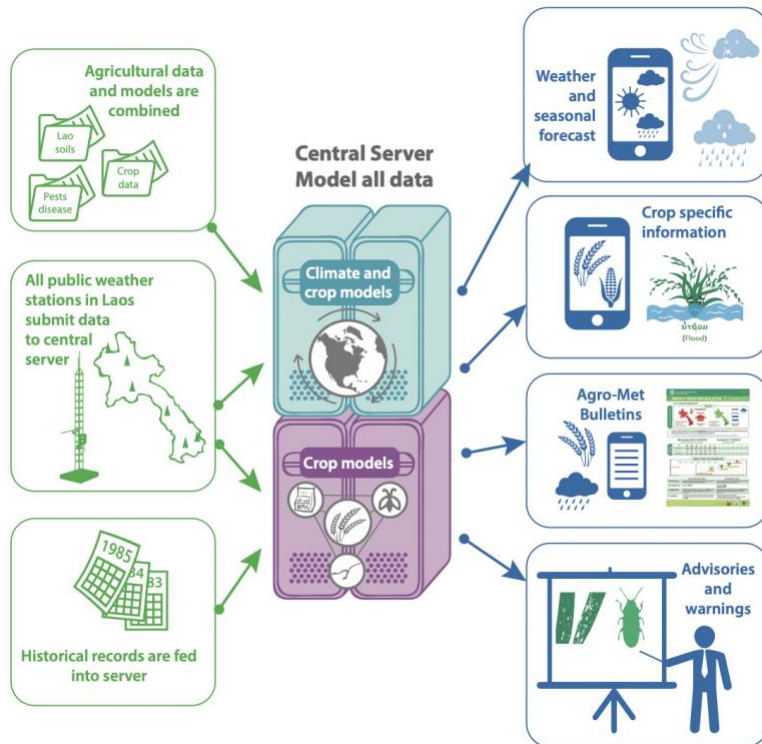 Agricultural data
and models are
combined
Lao
soils
Crop
data
Pests
disease
All public weather
stations in Laos
submit data
to central
server
1985
84
83
Historical records are fed
into server
Central Server
Model all data
Climate and
crop models
Crop models
Weather
and
seasonal
forecast
Crop specific
information
น้ำถ้วม
(Flood)
Agro-Met
Bulletins
Advisories
and
warnings